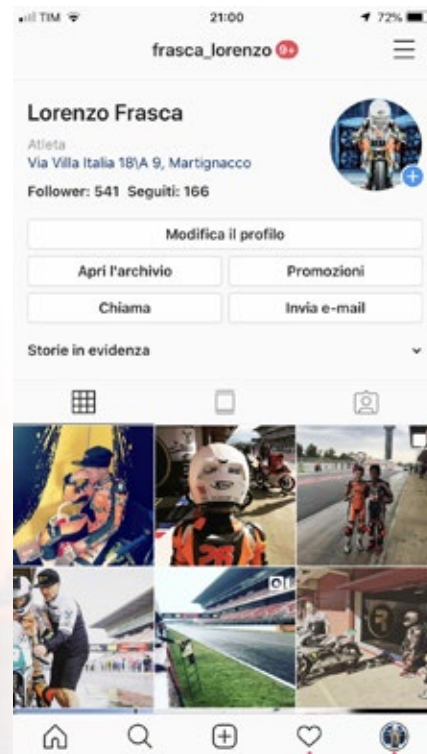 TIM 21:00 72%
frasca_lorenzo 9+
Lorenzo Frasca
Atleta
Via Villa Italia 18\A 9, Martignacco
Follower: 541 Seguiti: 166
Modifica il profilo
Apri l'archivio Promozioni
Chiama Invia e-mail
Storie in evidenza